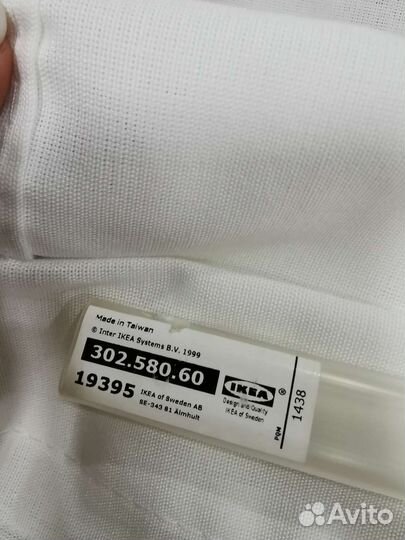 Made in Taiwan
© Inter IKEA Systems B.V. 1999
302.580.60
19395
IKEA of Sweden AB
SE-343 81 Älmhult
IKEA ®
Design and Quality
IKEA of Sweden
PQM
1438
Avito